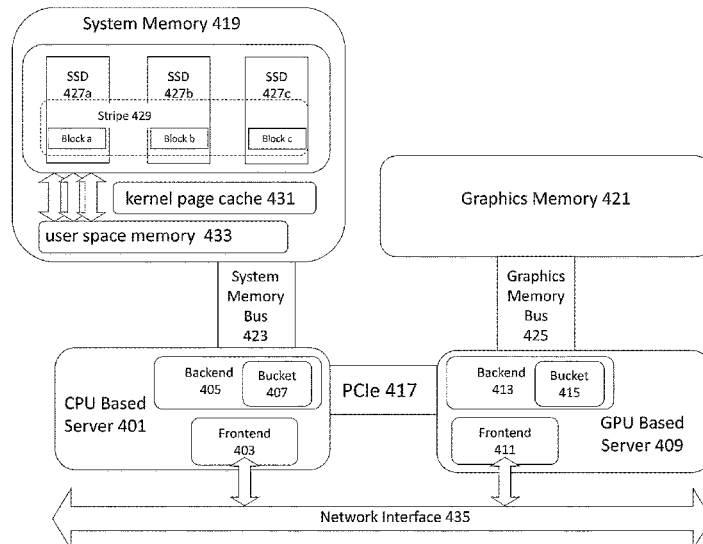 System Memory 419
SSD
427a
SSD
427b
SSD
427c
Stripe 429
Block a
Block b
Block c
kernel page cache 431
user space memory 433
Graphics Memory 421
System
Memory
Bus
423
Graphics
Memory
Bus
425
CPU Based
Server 401
Backend
405
Bucket
407
Frontend
403
PCIe 417
Backend
413
Bucket
415
Frontend
411
GPU Based
Server 409
Network Interface 435